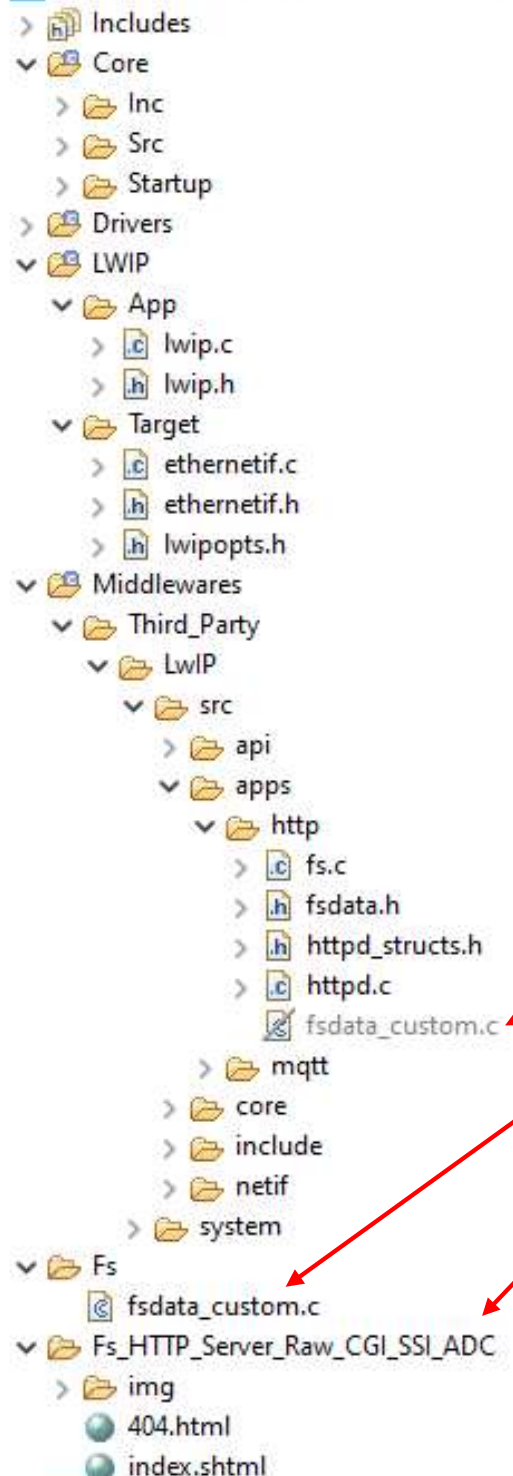 Includes
Core
Inc
Src
Startup
Drivers
LWIP
App
lwip.c
lwip.h
Target
ethernetif.c
ethernetif.h
lwipopts.h
Middlewares
Third_Party
LwIP
src
api
apps
http
fs.c
fsdata.h
httpd_structs.h
httpd.c
fsdata_custom.c
mqtt
core
include
netif
system
Fs
fsdata_custom.c
Fs_HTTP_Server_Raw_CGI_SSI_ADC
img
404.html
index.shtml